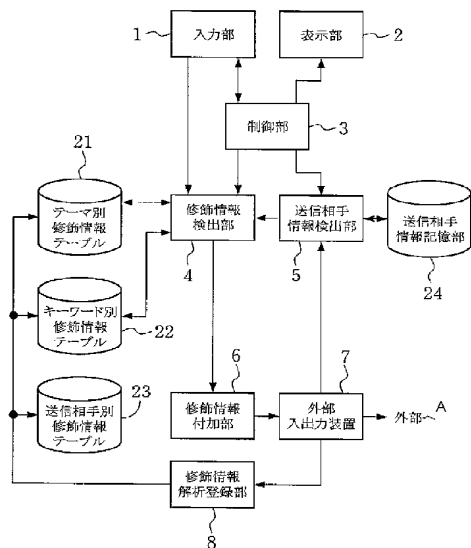 1
入力部
表示部
2
制御部
3
21
テーマ別
修飾情報
テーブル
修飾情報
検出部
4
送信相手
情報検出部
5
送信相手
情報記憶部
24
キーワード別
修飾情報
テーブル
22
送信相手別
修飾情報
テーブル
23
6
修飾情報
付加部
7
外部
入出力装置
外部
A
修飾情報
解析登録部
8